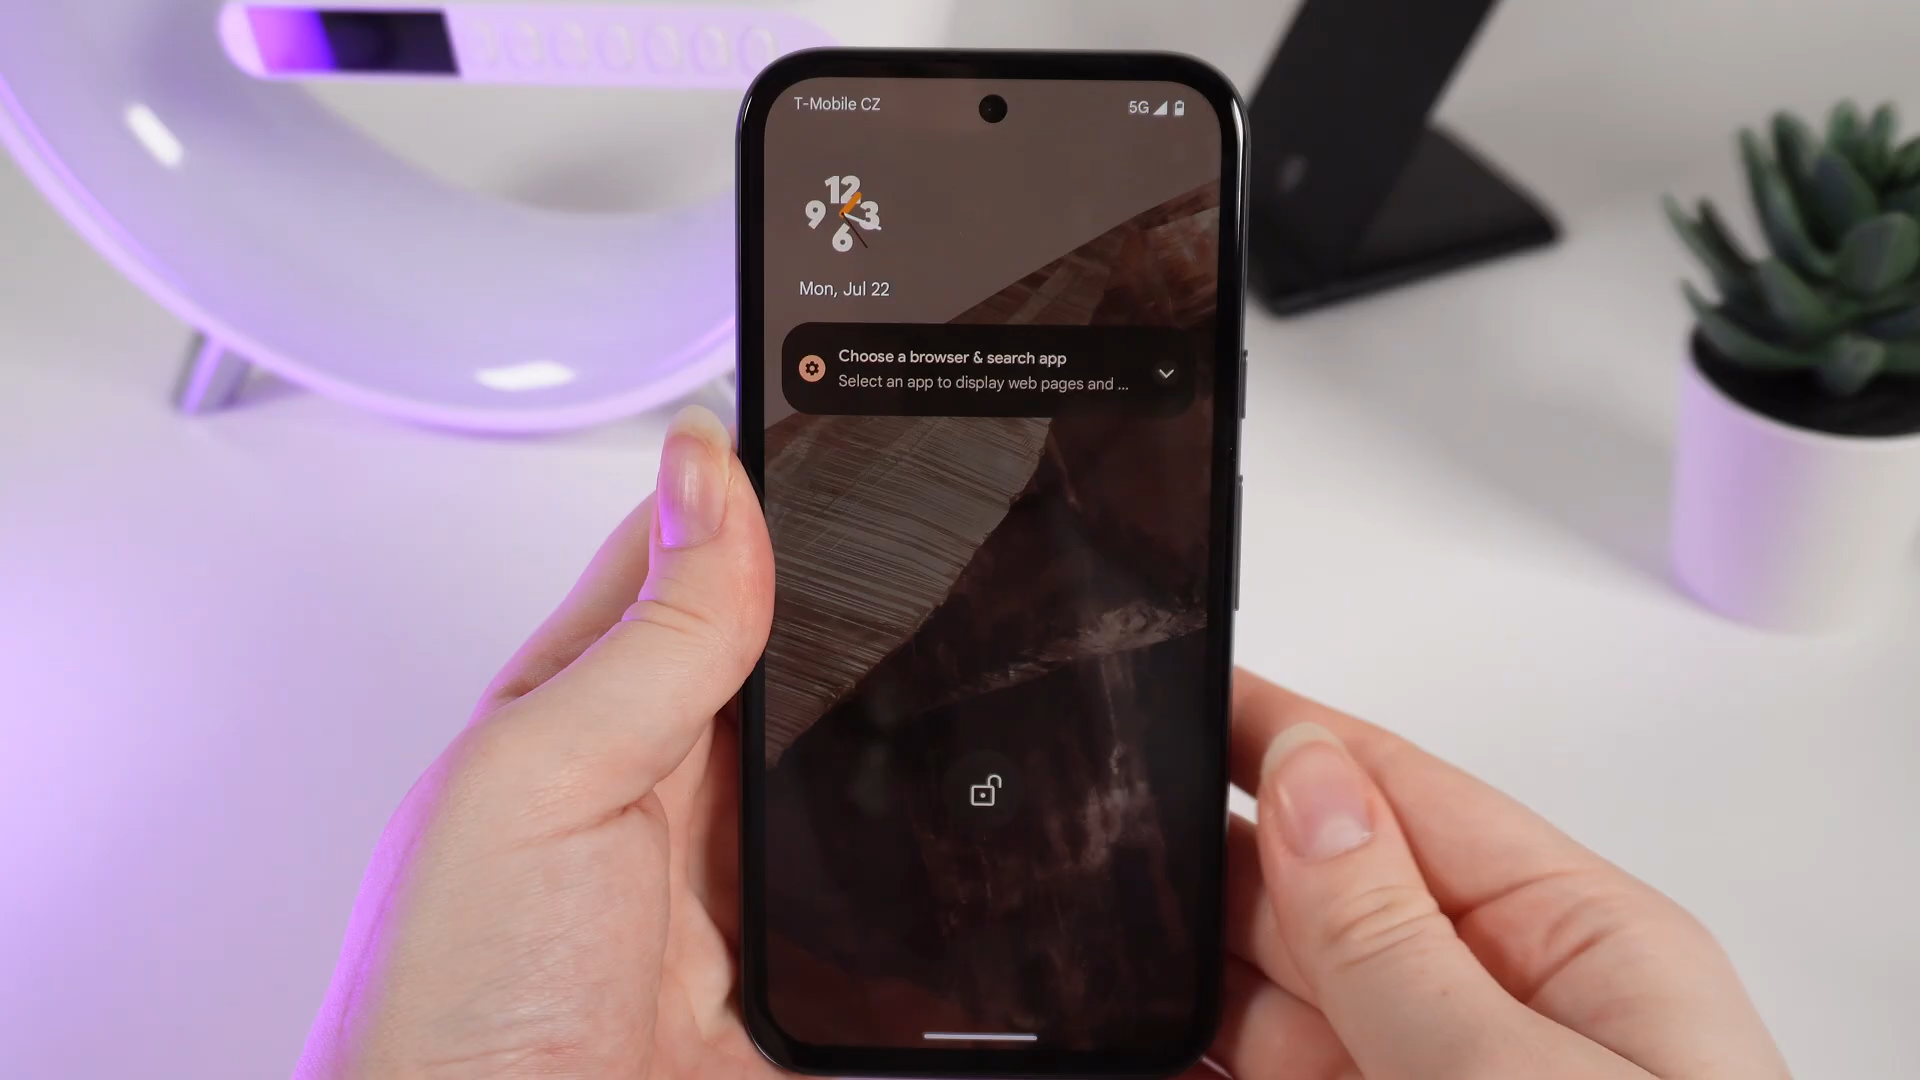 T-Mobile CZ
5G
12
9 3
6
Mon, Jul 22
Choose a browser & search app
Select an app to display web pages and ...